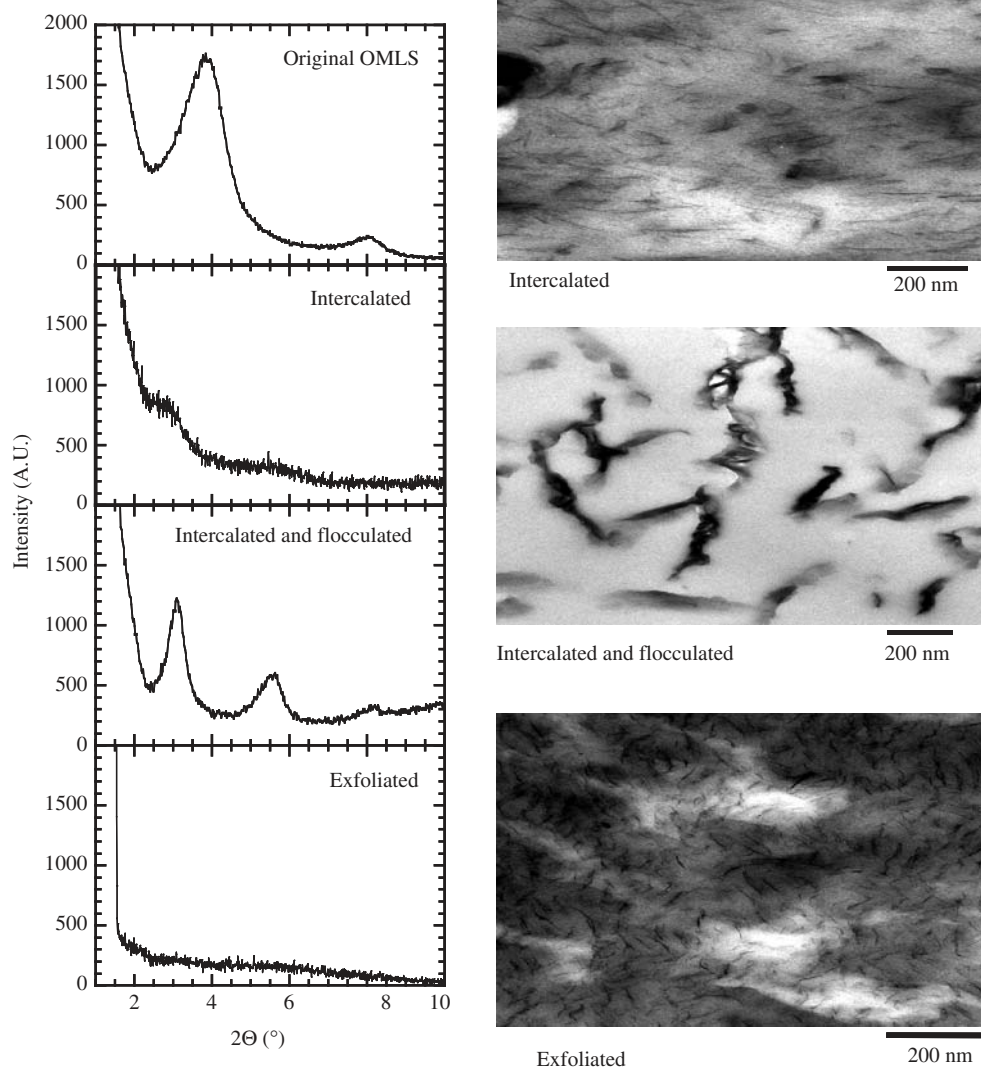 2000
Original OMLS
1500
1000
500
0
Intercalated
1500
1000
500
0
Intercalated and flocculated
1500
1000
500
0
Exfoliated
1500
1000
500
0
2 4 6 8 10
2Θ (°)
Intensity (A.U.)
Intercalated
200 nm
Intercalated and flocculated
200 nm
Exfoliated
200 nm